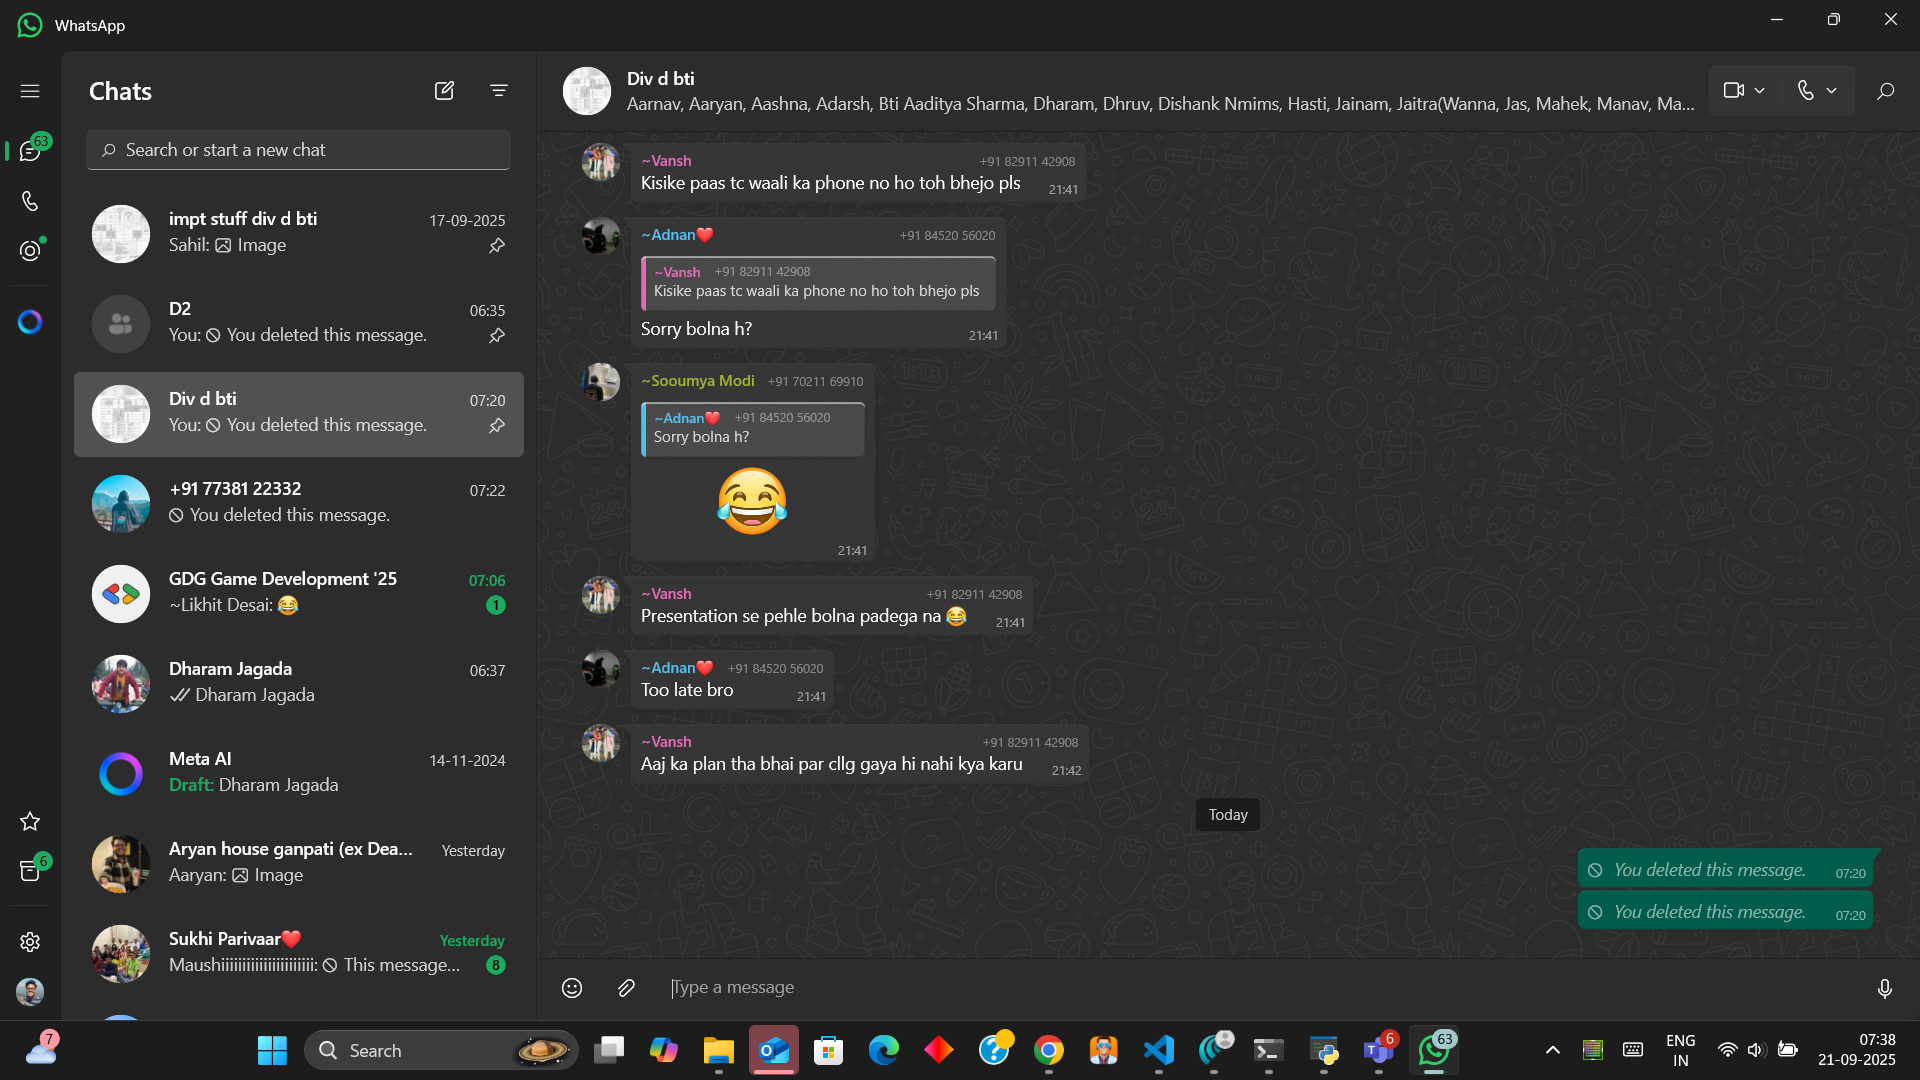 WhatsApp
Chats
63
Search or start a new chat
impt stuff div d bti 17-09-2025
Sahil: Image
D2 06:35
You: You deleted this message.
Div d bti 07:20
You: You deleted this message.
+91 77381 22332 07:22
You deleted this message.
GDG Game Development '25 07:06
~Likhit Desai: 😂 1
Dharam Jagada 06:37
Dharam Jagada
Meta AI 14-11-2024
Draft: Dharam Jagada
Aryan house ganpati (ex Dea... Yesterday
Aaryan: Image
6
Sukhi Parivaar❤️ Yesterday
Maushiiiiiiiiiiiiiiiiiiiiiii: This message... 8
Div d bti
Aarnav, Aaryan, Aashna, Adarsh, Bti Aaditya Sharma, Dharam, Dhruv, Dishank Nmims, Hasti, Jainam, Jaitra(Wanna, Jas, Mahek, Manav, Ma...
~Vansh +91 82911 42908
Kisike paas tc waali ka phone no ho toh bhejo pls 21:41
~Adnan❤️ +91 84520 56020
~Vansh +91 82911 42908
Kisike paas tc waali ka phone no ho toh bhejo pls
Sorry bolna h? 21:41
~Sooumya Modi +91 70211 69910
~Adnan❤️ +91 84520 56020
Sorry bolna h?
😂
21:41
~Vansh +91 82911 42908
Presentation se pehle bolna padega na 😂 21:41
~Adnan❤️ +91 84520 56020
Too late bro 21:41
~Vansh +91 82911 42908
Aaj ka plan tha bhai par cllg gaya hi nahi kya karu 21:42
Today
You deleted this message. 07:20
You deleted this message. 07:20
Type a message
7
Search
6
63
ENG
IN
07:38
21-09-2025